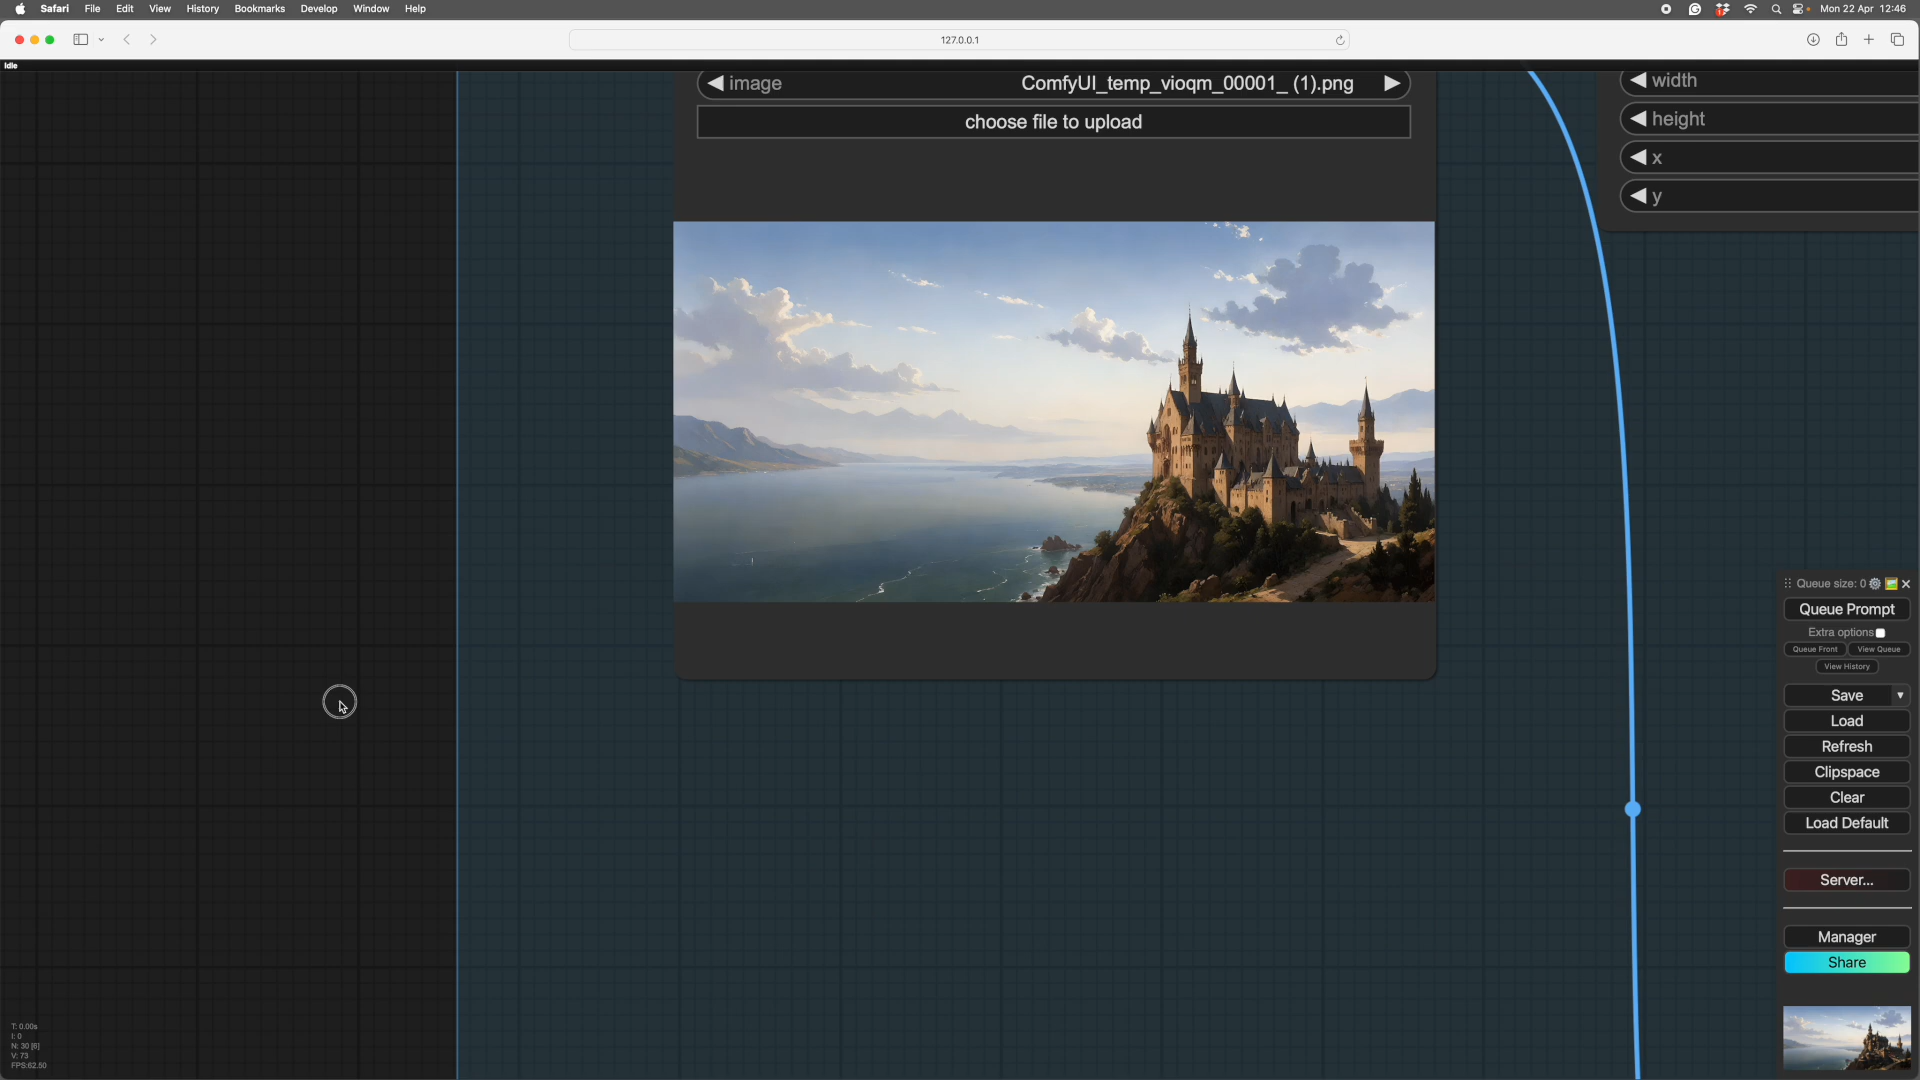 Safari File Edit View History Bookmarks Develop Window Help Mon 22 Apr 12:46
127.0.0.1
Idle
image ComfyUI_temp_vioqm_00001_ (1).png
choose file to upload
width
height
x
y
Queue size: 0
Queue Prompt
Extra options
Queue Front View Queue
View History
Save
Load
Refresh
Clipspace
Clear
Load Default
Server...
Manager
Share
T: 0.00s
I: 0
N: 30 [6]
V: 73
FPS:62.50